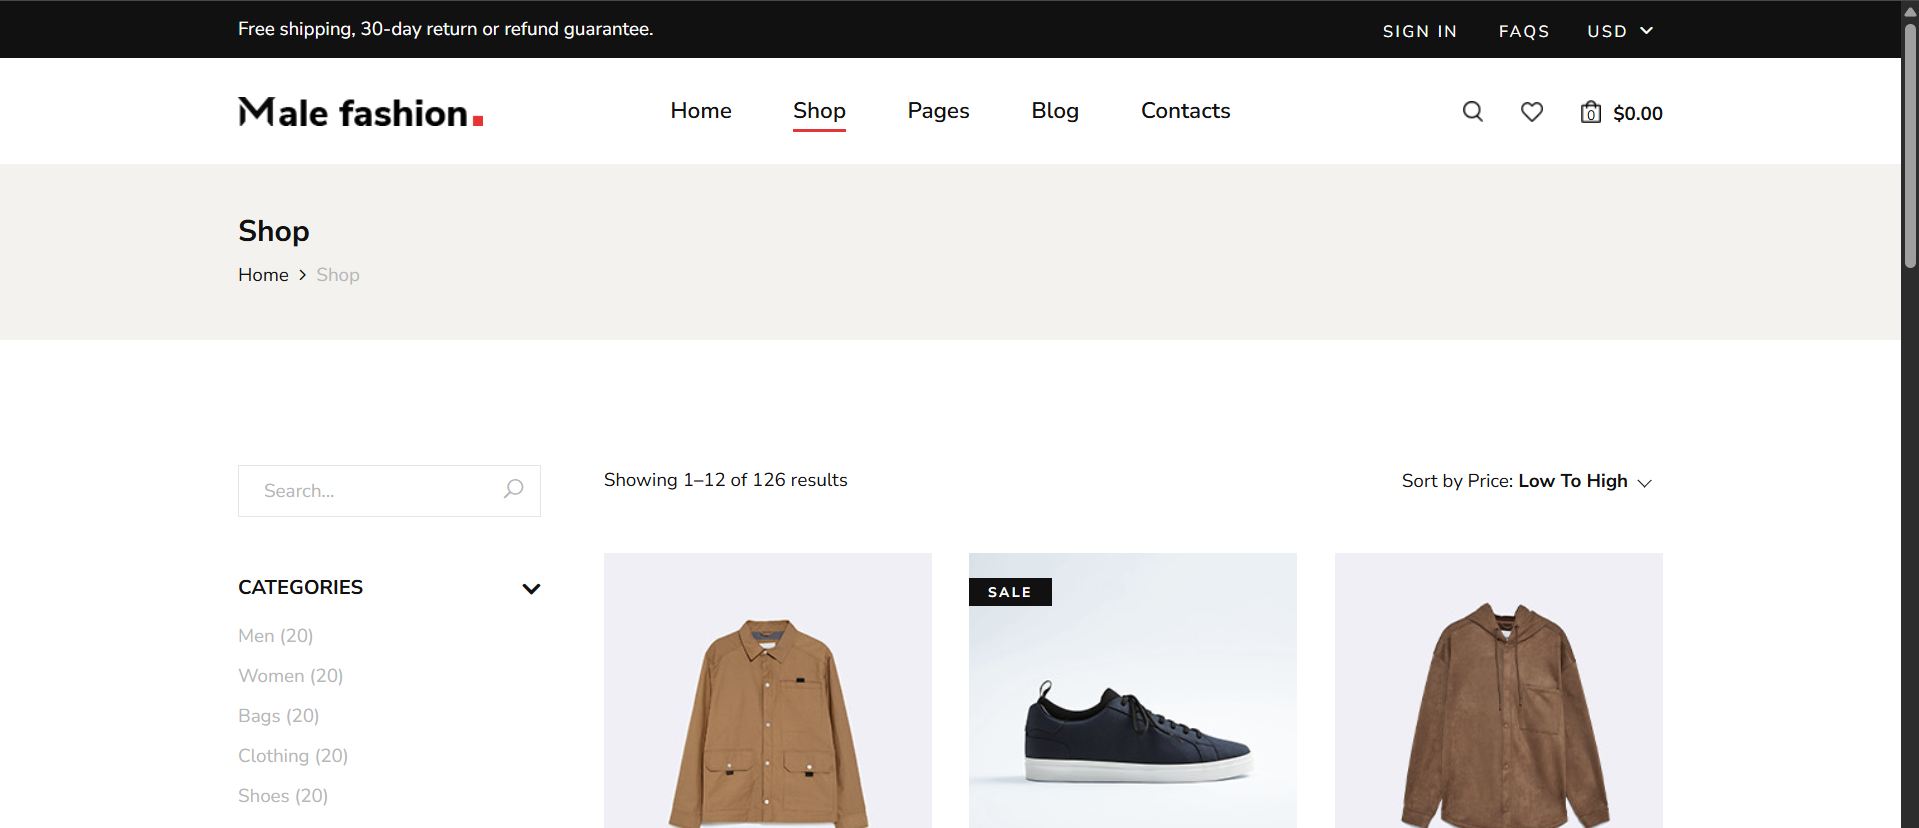 Free shipping, 30-day return or refund guarantee.
SIGN IN FAQS USD
Male fashion.
Home Shop Pages Blog Contacts
0 $0.00
Shop
Home > Shop
Search...
Showing 1–12 of 126 results
Sort by Price: Low To High
CATEGORIES
Men (20)
Women (20)
Bags (20)
Clothing (20)
Shoes (20)
SALE